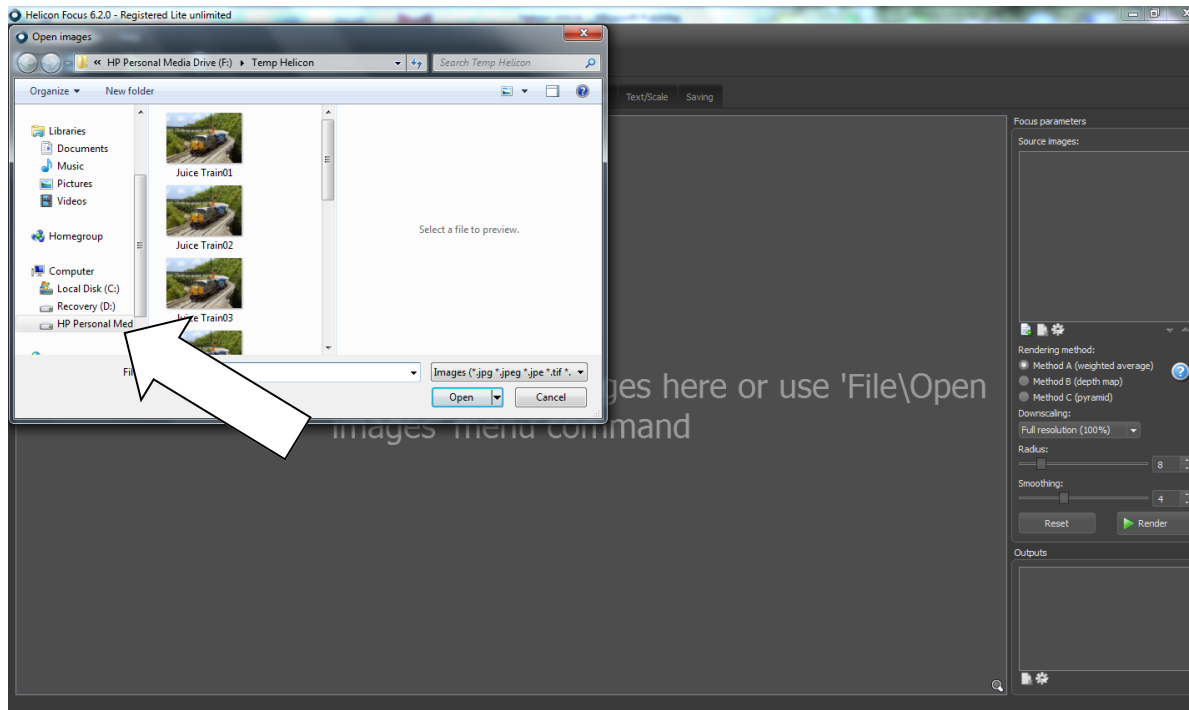 Helicon Focus 6.2.0 - Registered Lite unlimited
Open images
« HP Personal Media Drive (F:) Temp Helicon
Search Temp Helicon
Organize New folder
Libraries
Documents
Music
Pictures
Videos
Homegroup
Computer
Local Disk (C:)
Recovery (D:)
HP Personal Med
Juice Train01
Juice Train02
Juice Train03
Select a file to preview.
Images (*.jpg *.jpeg *.jpe *.tif *.
Open Cancel
Text/Scale Saving
here or use 'File\Open
images' menu command
Focus parameters
Source images:
Rendering method:
Method A (weighted average)
Method B (depth map)
Method C (pyramid)
Downscaling:
Full resolution (100%)
Radius:
8
Smoothing:
4
Reset Render
Outputs